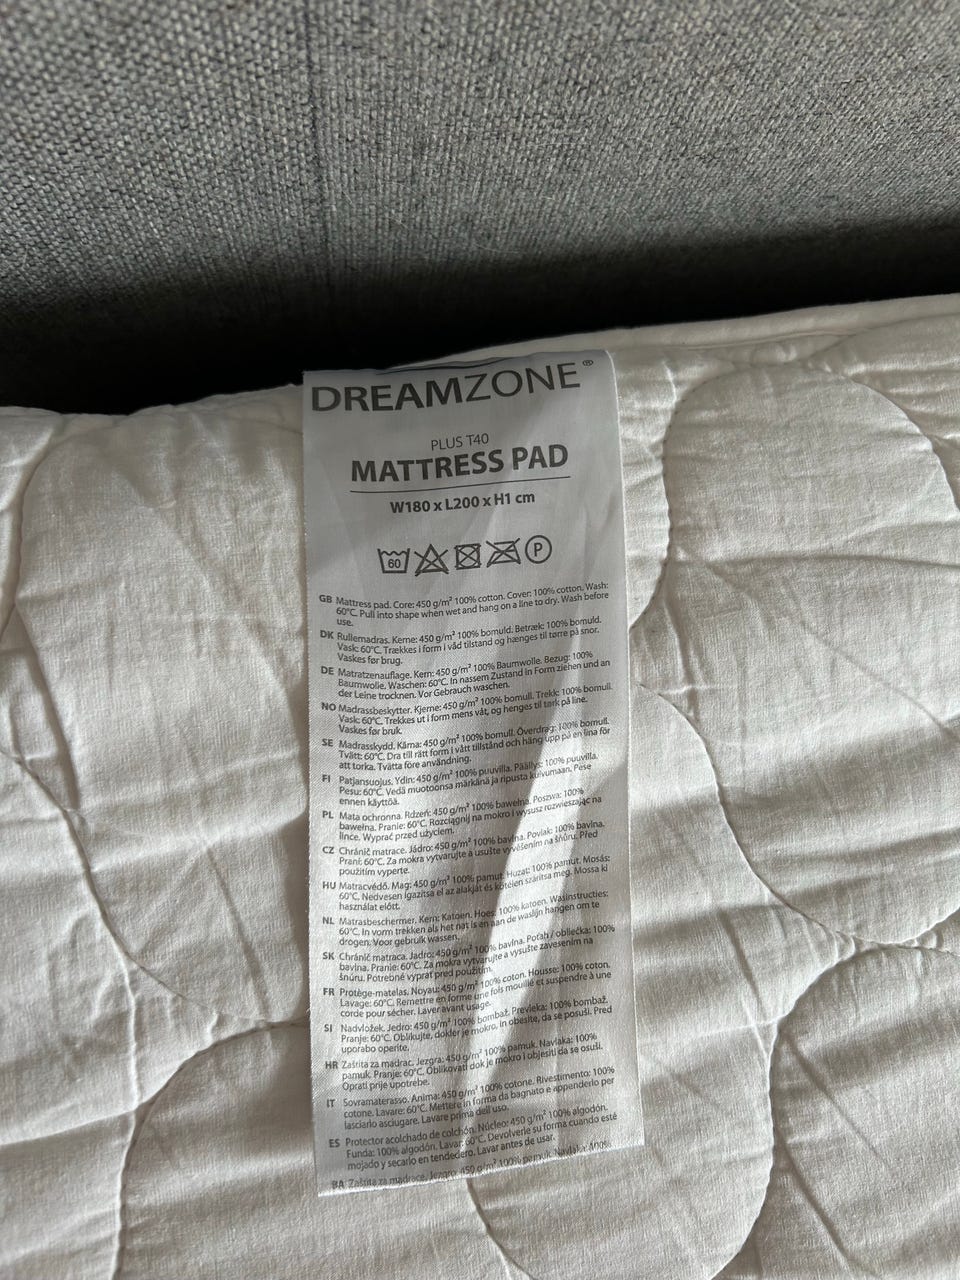 DREAMZONE®
PLUS T40
MATTRESS PAD
W180 x L200 x H1 cm
60 P
GB Mattress pad. Core: 450 g/m² 100% cotton. Cover: 100% cotton. Wash:
60°C. Pull into shape when wet and hang on a line to dry. Wash before
use.
DK Rullemadras. Kerne: 450 g/m² 100% bomuld. Betræk: 100% bomuld.
Vask: 60°C. Trækkes i form i våd tilstand og hænges til tørre på snor.
Vaskes før brug.
DE Matratzenauflage. Kern: 450 g/m² 100% Baumwolle. Bezug: 100%
Baumwolle. Waschen: 60°C. In nassem Zustand in Form ziehen und an
der Leine trocknen. Vor Gebrauch waschen.
NO Madrassbeskytter. Kjerne: 450 g/m² 100% bomull. Trekk: 100% bomull.
Vask: 60°C. Trekkes ut i form mens våt, og henges til tørk på line.
Vaskes før bruk.
SE Madrasskydd. Kärna: 450 g/m² 100% bomull. Överdrag: 100% bomull.
Tvätt: 60°C. Dra till rätt form i vått tillstånd och häng upp på en lina för
att torka. Tvätta före användning.
FI Patjansuojus. Ydin: 450 g/m² 100% puuvilla. Päällys: 100% puuvilla.
Pesu: 60°C. Vedä muotoonsa märkänä ja ripusta kuivumaan. Pese
ennen käyttöä.
PL Mata ochronna. Rdzeń: 450 g/m² 100% bawełna. Poszwa: 100%
bawełna. Pranie: 60°C. Rozciągnij na mokro i wysusz rozwieszając na
lince. Wyprać przed użyciem.
CZ Chránič matrace. Jádro: 450 g/m² 100% bavlna. Povlak: 100% bavlna.
Praní: 60°C. Za mokra vytvarujte a usušte vyvěšením na šňůru. Před
použitím vyperte.
HU Matracvédő. Mag: 450 g/m² 100% pamut. Huzat: 100% pamut. Mosás:
60°C. Nedvesen igazítsa el az alakját és kötélen szárítsa meg. Mossa ki
használat előtt.
NL Matrasbeschermer. Kern: Katoen. Hoes: 100% katoen. Wasinstructies:
60°C. In vorm trekken als het nat is en aan de waslijn hangen om te
drogen. Voor gebruik wassen.
SK Chránič matraca. Jadro: 450 g/m² 100% bavlna. Poťah / obliečka: 100%
bavlna. Pranie: 60°C. Za mokra vytvarujte a vysušte zavesením na
šnúru. Potrebné vyprať pred použitím.
FR Protège-matelas. Noyau: 450 g/m² 100% coton. Housse: 100% coton.
Lavage: 60°C. Remettre en forme une fois mouillé et suspendre à une
corde pour sécher. Laver avant usage.
SI Nadvložek. Jedro: 450 g/m² 100% bombaž. Prevleka: 100% bombaž.
Pranje: 60°C. Oblikujte, dokler je mokro, in obesite, da se posuši. Pred
uporabo operite.
HR Zaštita za madrac. Jezgra: 450 g/m² 100% pamuk. Navlaka: 100%
pamuk. Pranje: 60°C. Oblikovati dok je mokro i objesiti da se osuši.
Oprati prije upotrebe.
IT Sovramaterasso. Anima: 450 g/m² 100% cotone. Rivestimento: 100%
cotone. Lavare: 60°C. Mettere in forma da bagnato e appenderlo per
lasciarlo asciugare. Lavare prima dell'uso.
ES Protector acolchado de colchón. Núcleo: 450 g/m² 100% algodón.
Funda: 100% algodón. Lavar: 60°C. Devolverle su forma cuando esté
mojado y secarlo en tendedero. Lavar antes de usar.
BA Zaštita za madrace. Jezgro: 450 g/m² 100% pamuk. Navlaka: 100%